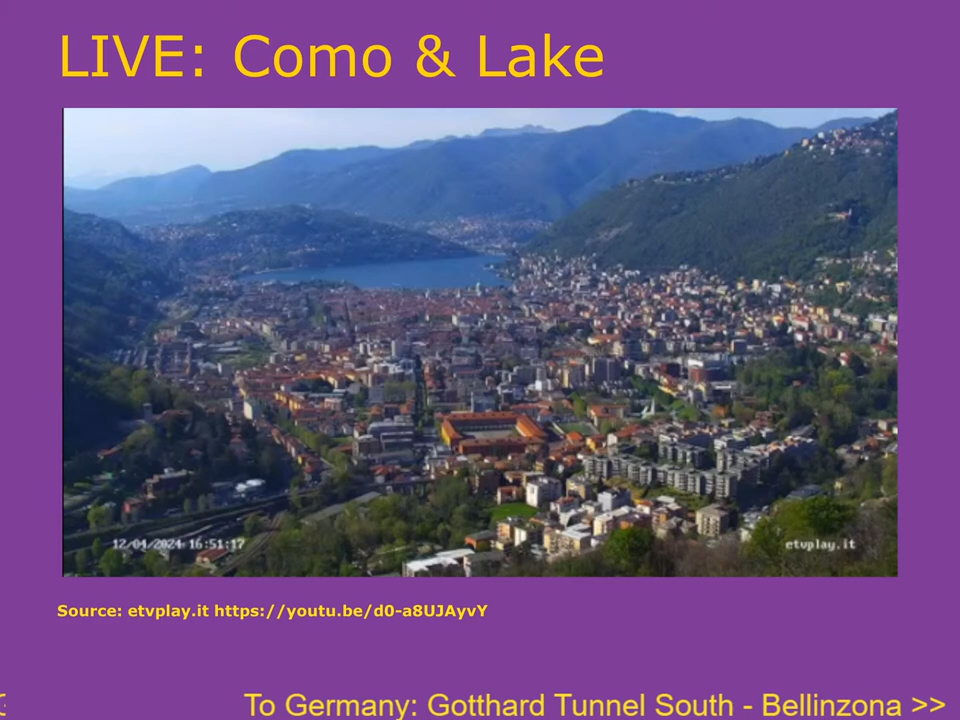 LIVE: Como & Lake
12/04/2024 16:51:17
etvplay.it
Source: etvplay.it https://youtu.be/d0-a8UJAyvY
To Germany: Gotthard Tunnel South - Bellinzona >>